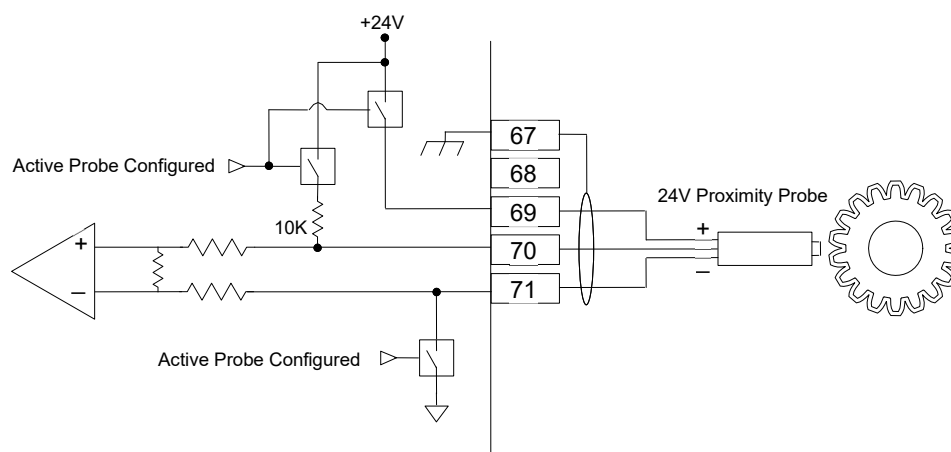 +24V
67
Active Probe Configured
68
24V Proximity Probe
69
+
10K
+
70
–
–
71
Active Probe Configured